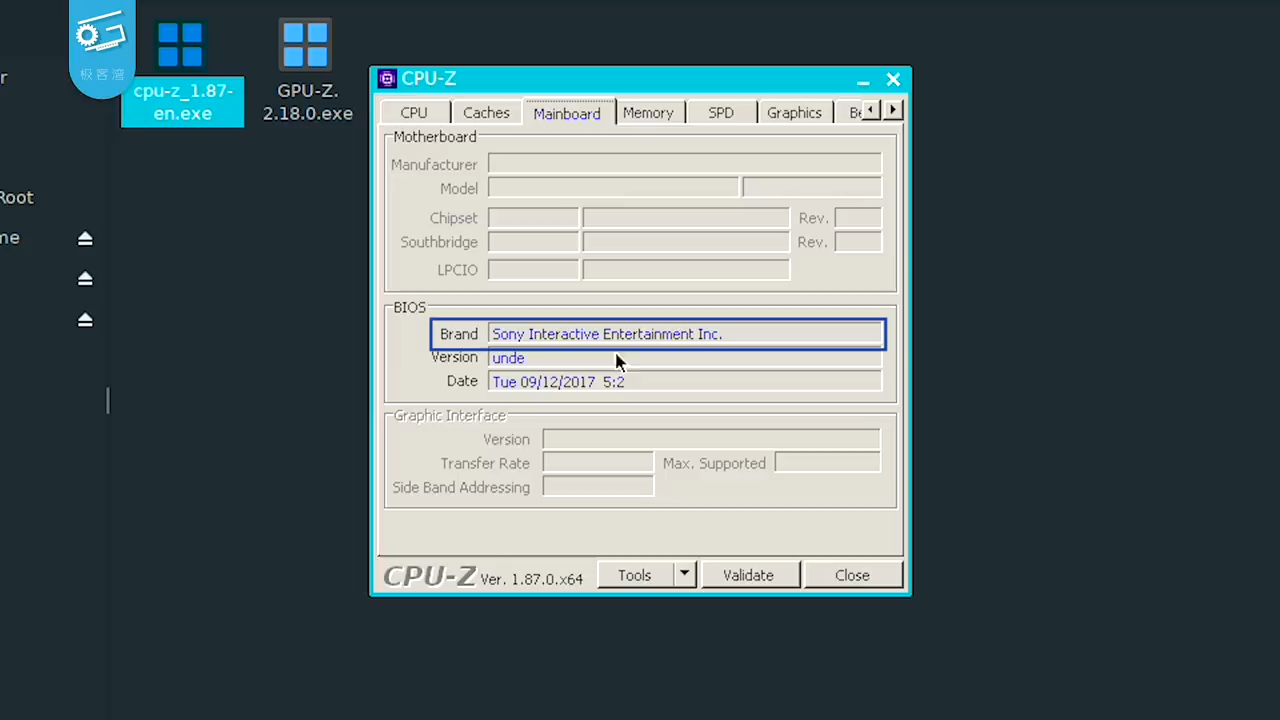 极客湾
cpu-z_1.87-
en.exe
GPU-Z.
2.18.0.exe
r
Root
me
CPU-Z
CPU
Caches
Mainboard
Memory
SPD
Graphics
Be
Motherboard
Manufacturer
Model
Chipset
Rev.
Southbridge
Rev.
LPCIO
BIOS
Brand Sony Interactive Entertainment Inc.
Version unde
Date Tue 09/12/2017 5:2
Graphic Interface
Version
Transfer Rate
Max. Supported
Side Band Addressing
CPU-Z Ver. 1.87.0.x64
Tools
Validate
Close